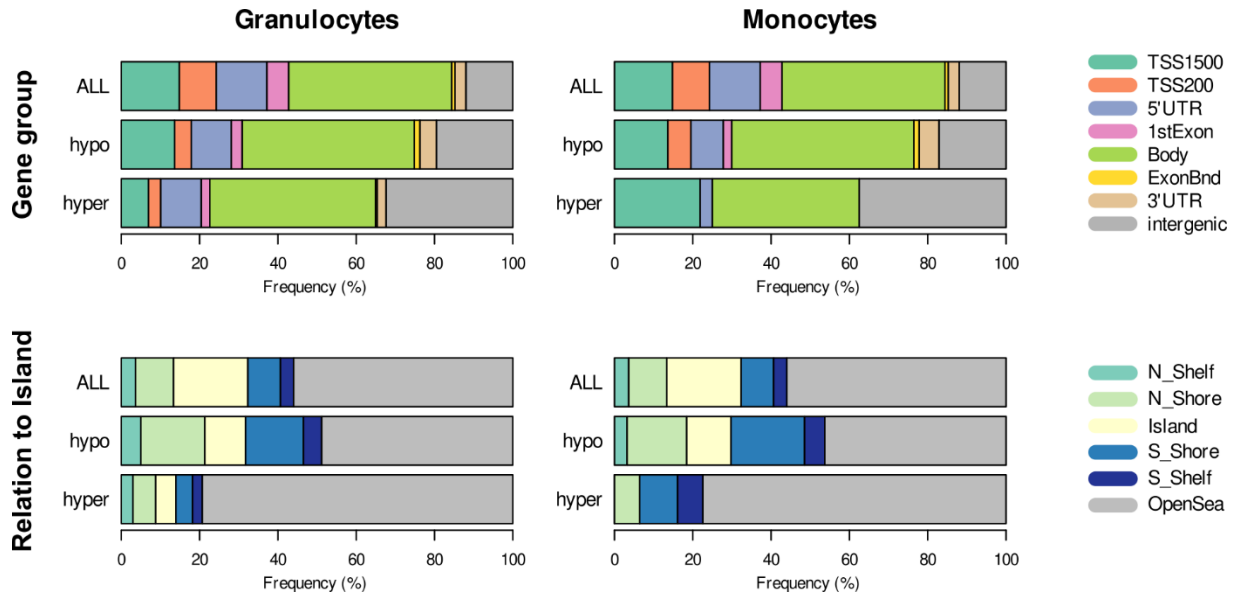 Granulocytes
Monocytes
Gene group
ALL
hypo
hyper
0 20 40 60 80 100
Frequency (%)
ALL
hypo
hyper
0 20 40 60 80 100
Frequency (%)
TSS1500
TSS200
5'UTR
1stExon
Body
ExonBnd
3'UTR
intergenic
Relation to Island
ALL
hypo
hyper
0 20 40 60 80 100
Frequency (%)
ALL
hypo
hyper
0 20 40 60 80 100
Frequency (%)
N_Shelf
N_Shore
Island
S_Shore
S_Shelf
OpenSea